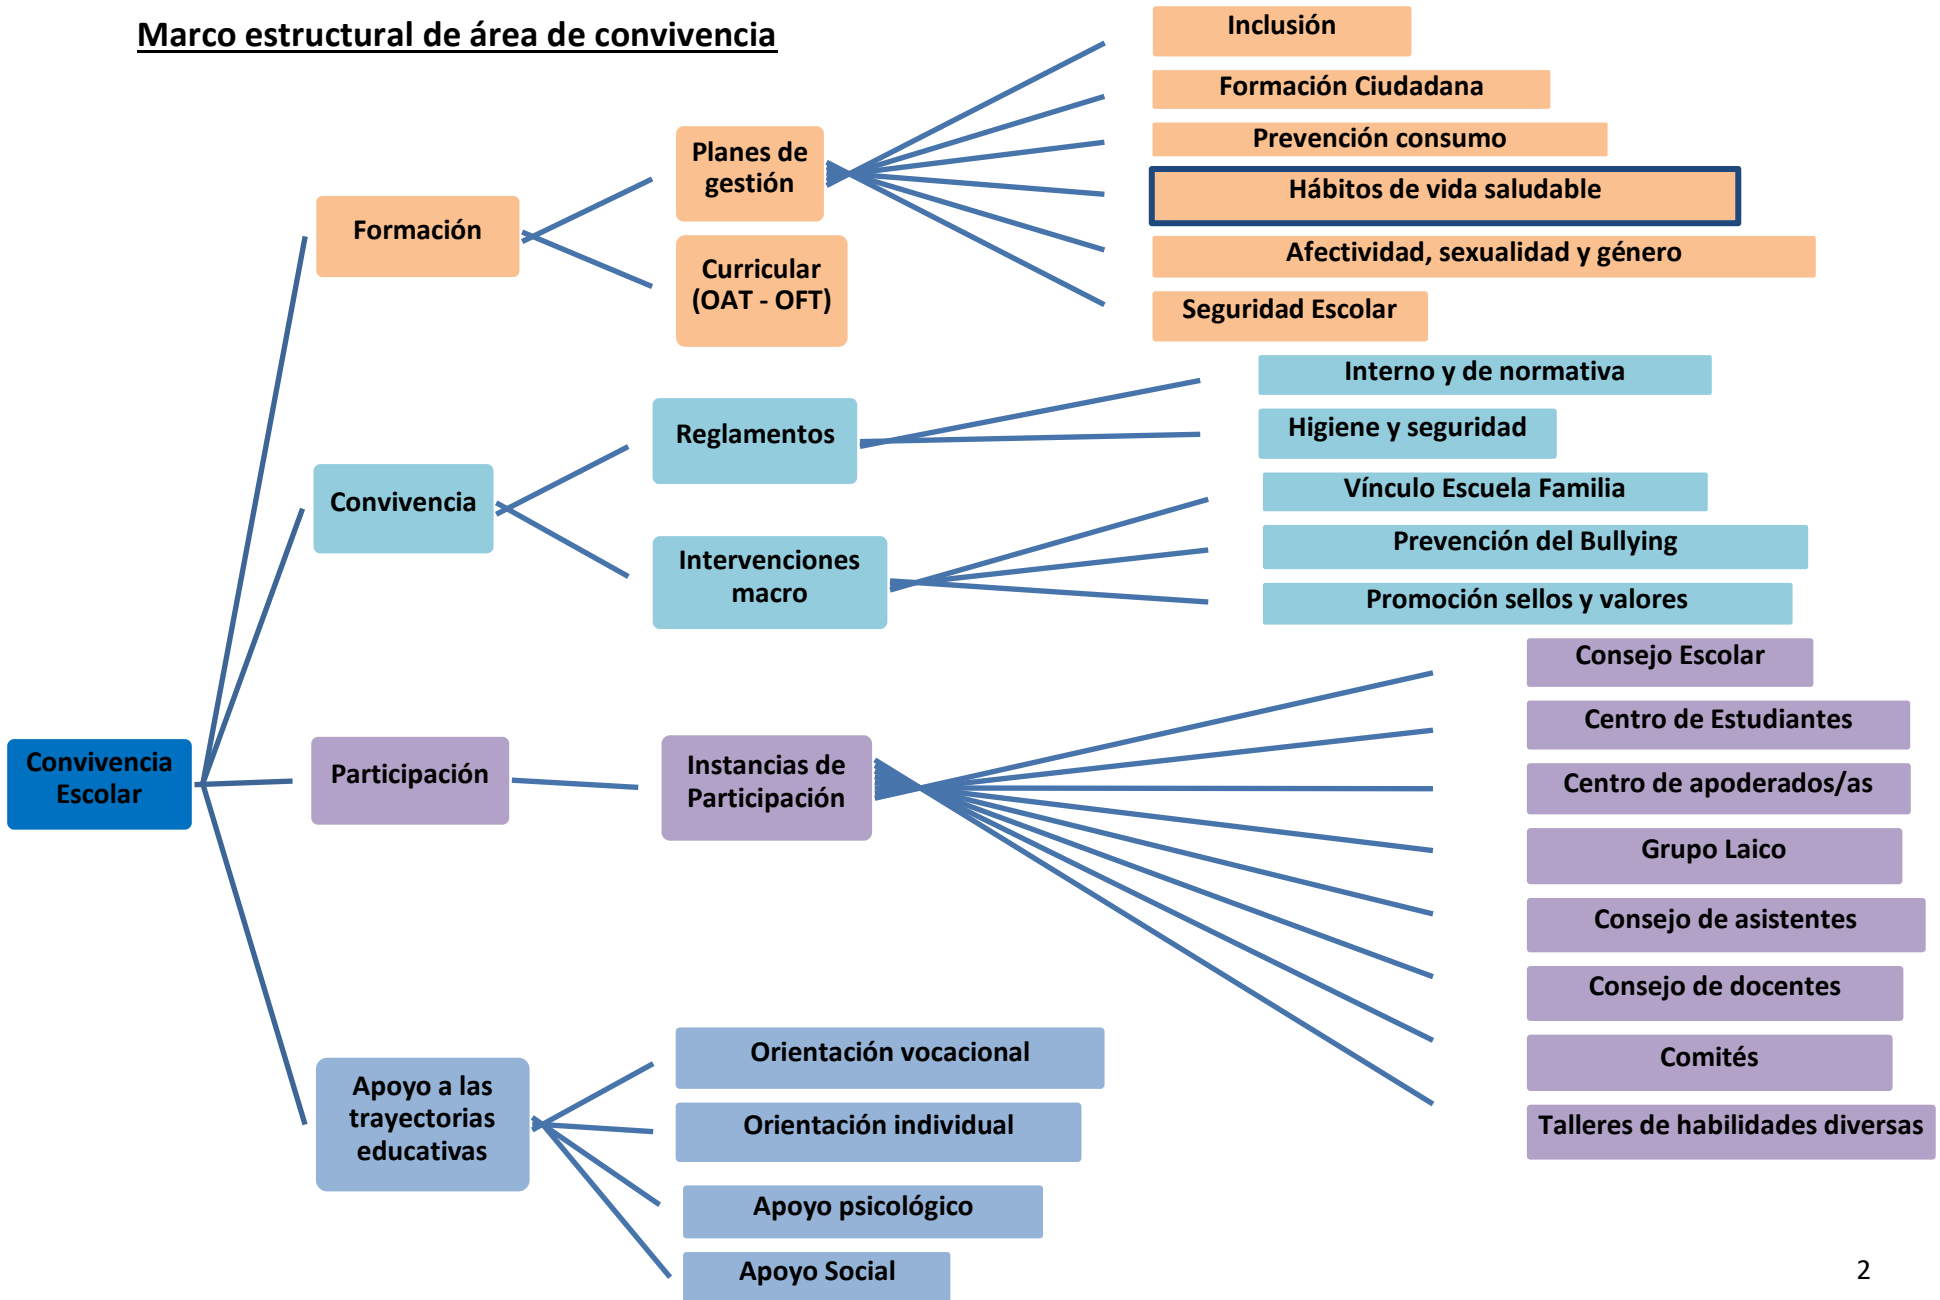 Marco estructural de área de convivencia
Convivencia
Escolar
Formación
Planes de
gestión
Inclusión
Formación Ciudadana
Prevención consumo
Hábitos de vida saludable
Afectividad, sexualidad y género
Seguridad Escolar
Curricular
(OAT - OFT)
Convivencia
Reglamentos
Interno y de normativa
Higiene y seguridad
Intervenciones
macro
Vínculo Escuela Familia
Prevención del Bullying
Promoción sellos y valores
Participación
Instancias de
Participación
Consejo Escolar
Centro de Estudiantes
Centro de apoderados/as
Grupo Laico
Consejo de asistentes
Consejo de docentes
Comités
Talleres de habilidades diversas
Apoyo a las
trayectorias
educativas
Orientación vocacional
Orientación individual
Apoyo psicológico
Apoyo Social
2